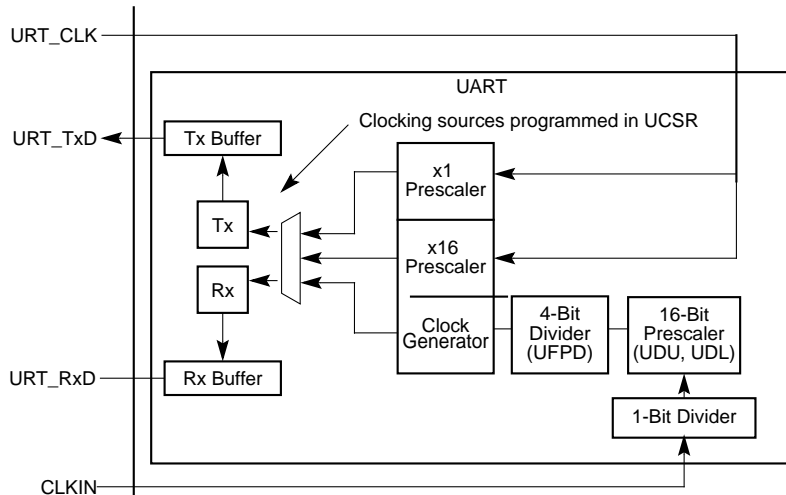 URT_CLK
UART
URT_TxD
Tx Buffer
Clocking sources programmed in UCSR
x1
Prescaler
Tx
x16
Prescaler
Rx
Clock
Generator
4-Bit
Divider
(UFPD)
16-Bit
Prescaler
(UDU, UDL)
URT_RxD
Rx Buffer
1-Bit Divider
CLKIN